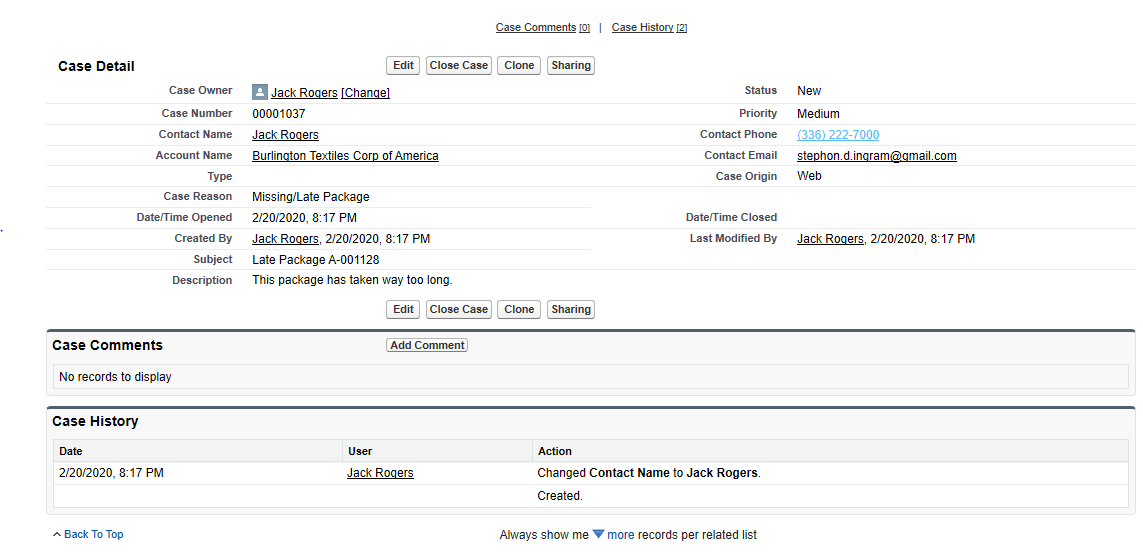 Case Comments [0] | Case History [2]
Case Detail Edit Close Case Clone Sharing
Case Owner Jack Rogers [Change] Status New
Case Number 00001037 Priority Medium
Contact Name Jack Rogers Contact Phone (336) 222-7000
Account Name Burlington Textiles Corp of America Contact Email stephon.d.ingram@gmail.com
Type Case Origin Web
Case Reason Missing/Late Package
Date/Time Opened 2/20/2020, 8:17 PM Date/Time Closed
Created By Jack Rogers, 2/20/2020, 8:17 PM Last Modified By Jack Rogers, 2/20/2020, 8:17 PM
Subject Late Package A-001128
Description This package has taken way too long.
Edit Close Case Clone Sharing
Case Comments Add Comment
No records to display
Case History
Date User Action
2/20/2020, 8:17 PM Jack Rogers Changed Contact Name to Jack Rogers.
Created.
Back To Top Always show me more records per related list